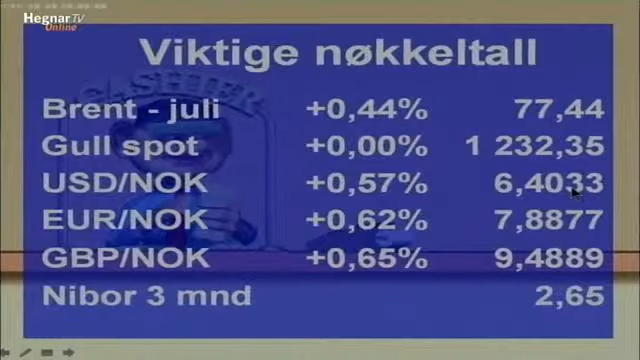 Hegnar TV
Online
Viktige nøkkeltall
CASHIER
Brent - juli +0,44% 77,44
Gull spot +0,00% 1 232,35
USD/NOK +0,57% 6,4033
EUR/NOK +0,62% 7,8877
GBP/NOK +0,65% 9,4889
Nibor 3 mnd 2,65